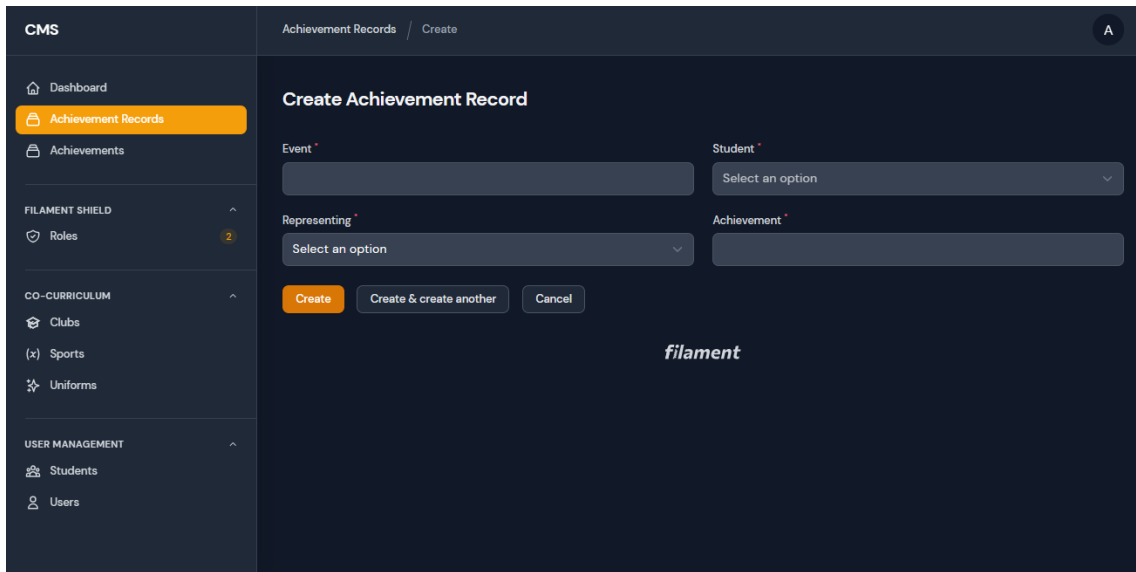 CMS
Achievement Records / Create
A
Dashboard
Achievement Records
Achievements
FILAMENT SHIELD
Roles 2
CO-CURRICULUM
Clubs
(x) Sports
Uniforms
USER MANAGEMENT
Students
Users
Create Achievement Record
Event *
Student *
Select an option
Representing *
Achievement *
Select an option
Create
Create & create another
Cancel
filament